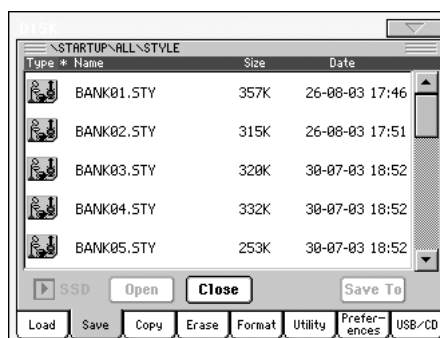 DISK
\STARTUP\ALL\STYLE
Type * Name Size Date
BANK01.STY 357K 26-08-03 17:46
BANK02.STY 315K 26-08-03 17:51
BANK03.STY 320K 30-07-03 18:52
BANK04.STY 332K 30-07-03 18:52
BANK05.STY 253K 30-07-03 18:52
SSD Open Close Save To
Load Save Copy Erase Format Utility Prefer-
ences USB/CD